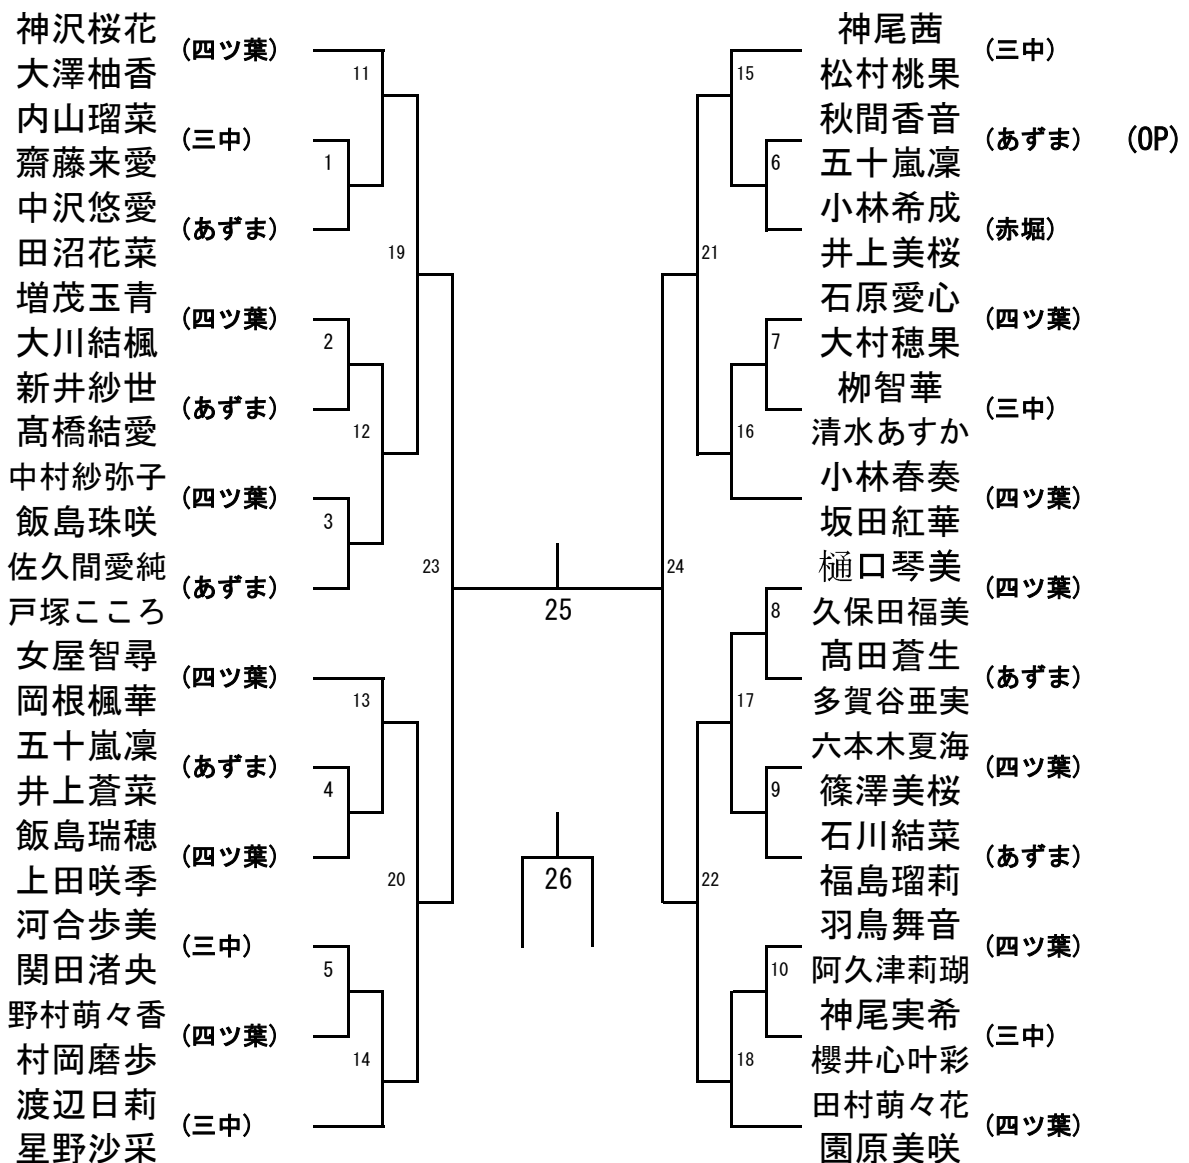 神沢桜花
大澤柚香
(四ツ葉)
内山瑠菜
齋藤来愛
(三中)
中沢悠愛
田沼花菜
(あずま)
増茂玉青
大川結楓
(四ツ葉)
新井紗世
髙橋結愛
(あずま)
中村紗弥子
飯島珠咲
(四ツ葉)
佐久間愛純
戸塚こころ
(あずま)
女屋智尋
岡根楓華
(四ツ葉)
五十嵐凜
井上蒼菜
(あずま)
飯島瑞穂
上田咲季
(四ツ葉)
河合歩美
関田渚央
(三中)
野村萌々香
村岡磨歩
(四ツ葉)
渡辺日莉
星野沙采
(三中)
11
1
19
2
12
3
23
13
4
20
5
14
25
26
15
6
21
7
16
24
8
17
9
22
10
18
神尾茜
松村桃果
(三中)
秋間香音
五十嵐凜
(あずま) (OP)
小林希成
井上美桜
(赤堀)
石原愛心
大村穂果
(四ツ葉)
栁智華
清水あすか
(三中)
小林春奏
坂田紅華
(四ツ葉)
樋口琴美
久保田福美
(四ツ葉)
髙田蒼生
多賀谷亜実
(あずま)
六本木夏海
篠澤美桜
(四ツ葉)
石川結菜
福島瑠莉
(あずま)
羽鳥舞音
阿久津莉瑚
(四ツ葉)
神尾実希
櫻井心叶彩
(三中)
田村萌々花
園原美咲
(四ツ葉)